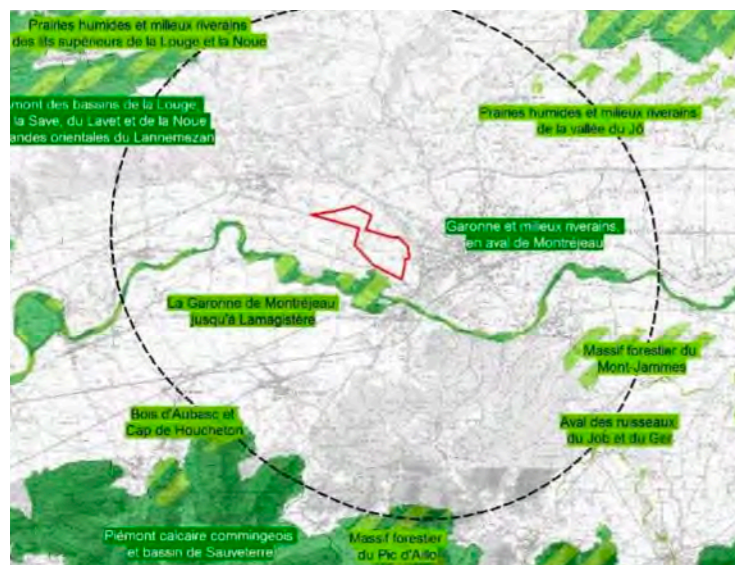 Prairies humides et milieux riverains
des lits supérieurs de la Louge et la Noue
mont des bassins de la Louge,
la Save, du Lavet et de la Noue
andes orientales du Lannemezan
Prairies humides et milieux riverains
de la vallée du Jô
Garonne et milieux riverains,
en aval de Montréjeau
La Garonne de Montréjeau
jusqu'à Lamagistère
Massif forestier du
Mont-Jammes
Bois d'Aubasc et
Cap de Houcheton
Aval des ruisseaux
du Job et du Ger
Piémont calcaire commingeois
et bassin de Sauveterre
Massif forestier
du Pic d'Aillo